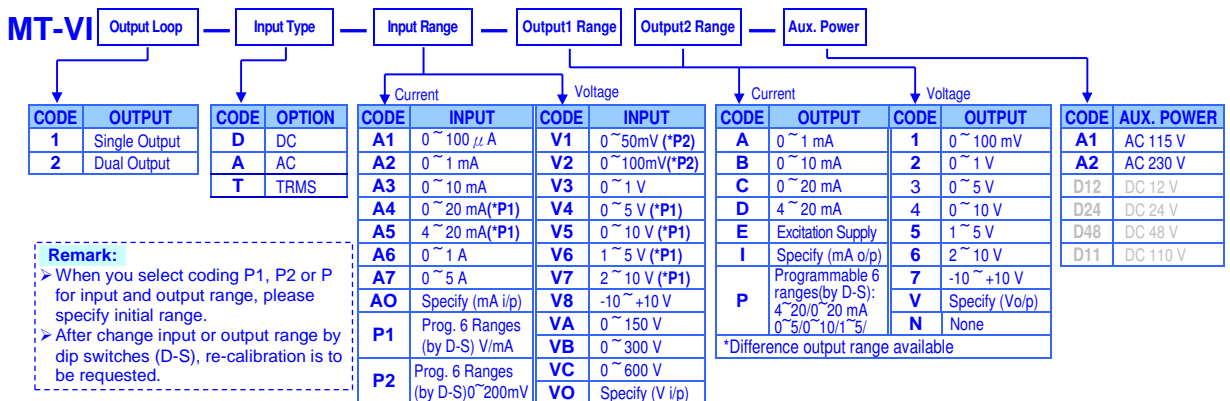 MT-VI Output Loop — Input Type — Input Range — Output1 Range Output2 Range — Aux. Power
Current Voltage Current Voltage
CODE OUTPUT
1 Single Output
2 Dual Output
CODE OPTION
D DC
A AC
T TRMS
CODE INPUT CODE INPUT
A1 0~100 μA V1 0~50mV (*P2)
A2 0~1 mA V2 0~100mV(*P2)
A3 0~10 mA V3 0~1 V
A4 0~20 mA(*P1) V4 0~5 V (*P1)
A5 4~20 mA(*P1) V5 0~10 V (*P1)
A6 0~1 A V6 1~5 V (*P1)
A7 0~5 A V7 2~10 V (*P1)
AO Specify (mA i/p) V8 -10~+10 V
P1 Prog. 6 Ranges VA 0~150 V
(by D-S) V/mA VB 0~300 V
P2 Prog. 6 Ranges VC 0~600 V
(by D-S)0~200mV VO Specify (V i/p)
CODE OUTPUT CODE OUTPUT
A 0~1 mA 1 0~100 mV
B 0~10 mA 2 0~1 V
C 0~20 mA 3 0~5 V
D 4~20 mA 4 0~10 V
E Excitation Supply 5 1~5 V
I Specify (mA o/p) 6 2~10 V
P Programmable 6 7 -10~+10 V
ranges(by D-S): V Specify (Vo/p)
4~20/0~20 mA N None
0~5/0~10/1~5/
*Difference output range available
CODE AUX. POWER
A1 AC 115 V
A2 AC 230 V
D12 DC 12 V
D24 DC 24 V
D48 DC 48 V
D11 DC 110 V
Remark:
➢ When you select coding P1, P2 or P
for input and output range, please
specify initial range.
➢ After change input or output range by
dip switches (D-S), re-calibration is to
be requested.